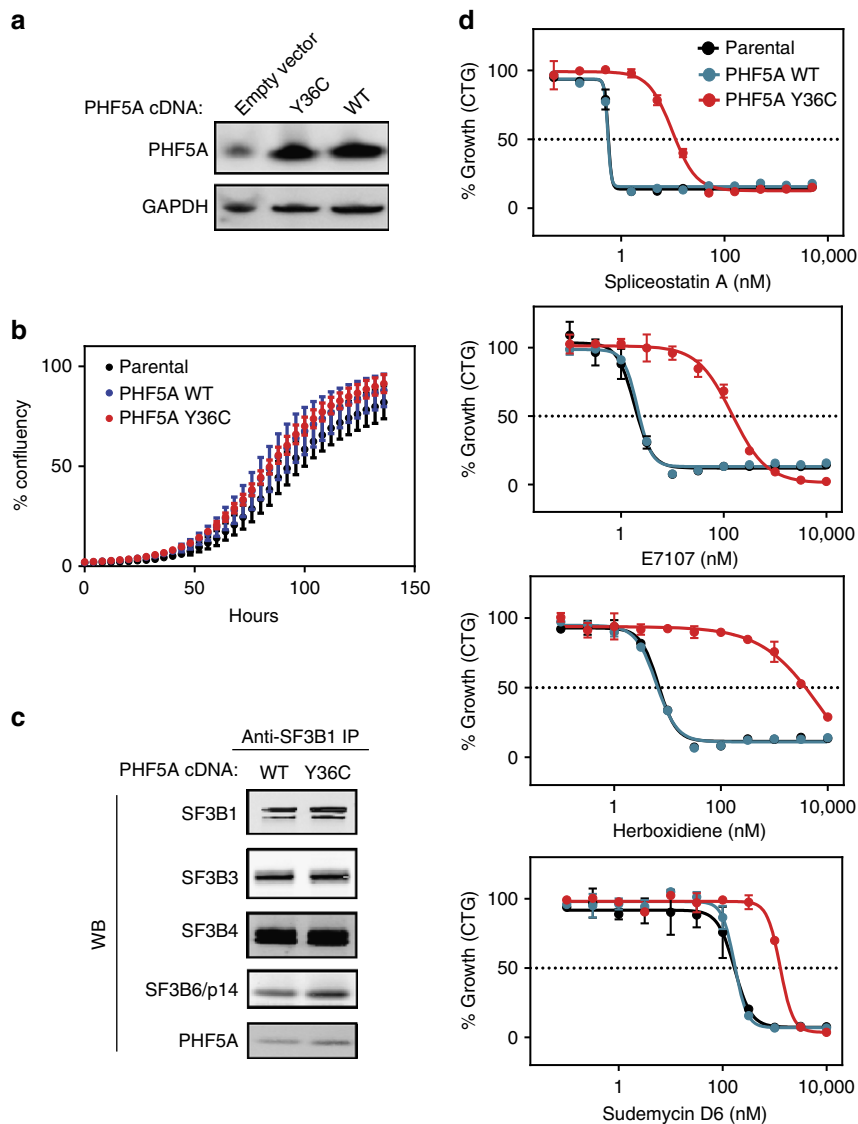 a
PHF5A cDNA:
Empty vector
Y36C
WT
PHF5A
GAPDH
b
% confluency
100
50
0
0
50
100
150
Hours
Parental
PHF5A WT
PHF5A Y36C
c
Anti-SF3B1 IP
PHF5A cDNA: WT Y36C
WB
SF3B1
SF3B3
SF3B4
SF3B6/p14
PHF5A
d
Parental
PHF5A WT
PHF5A Y36C
% Growth (CTG)
100
50
0
1
100
10,000
Spliceostatin A (nM)
% Growth (CTG)
100
50
0
1
100
10,000
E7107 (nM)
% Growth (CTG)
100
50
0
1
100
10,000
Herboxidiene (nM)
% Growth (CTG)
100
50
0
1
100
10,000
Sudemycin D6 (nM)